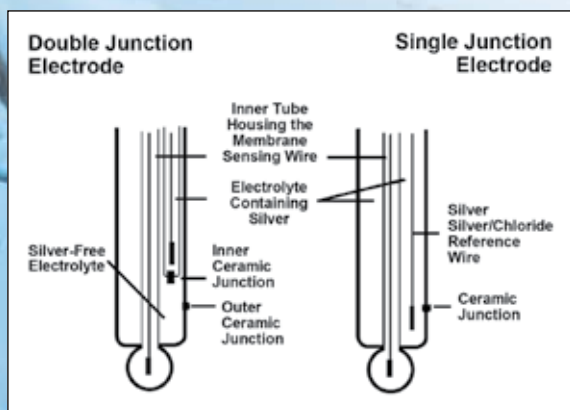 Double Junction
Electrode
Single Junction
Electrode
Inner Tube
Housing the
Membrane
Sensing Wire
Electrolyte
Containing
Silver
Silver-Free
Electrolyte
Inner
Ceramic
Junction
Outer
Ceramic
Junction
Silver
Silver/Chloride
Reference
Wire
Ceramic
Junction